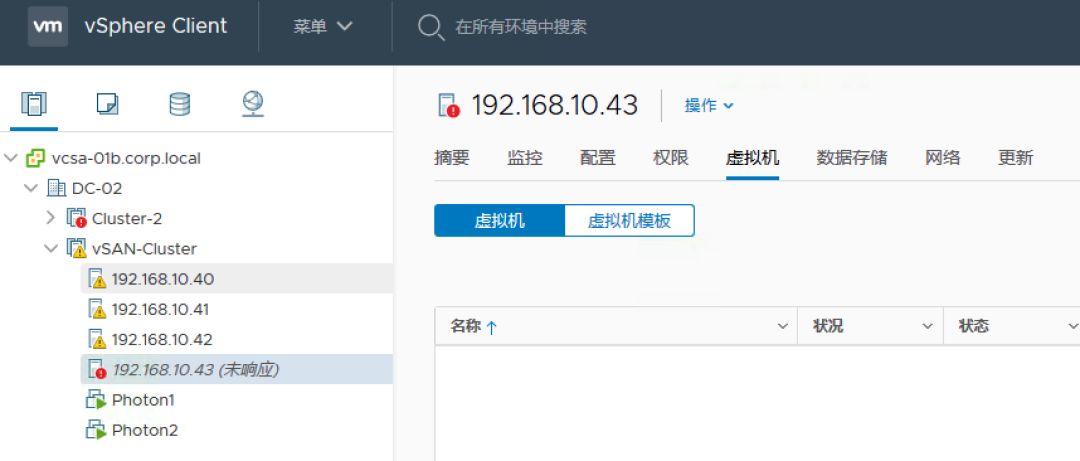 vm vSphere Client 菜单 在所有环境中搜索
192.168.10.43 操作
摘要 监控 配置 权限 虚拟机 数据存储 网络 更新
vcsa-01b.corp.local
DC-02
Cluster-2
vSAN-Cluster
192.168.10.40
192.168.10.41
192.168.10.42
192.168.10.43 (未响应)
Photon1
Photon2
虚拟机 虚拟机模板
名称 ↑ 状况 状态